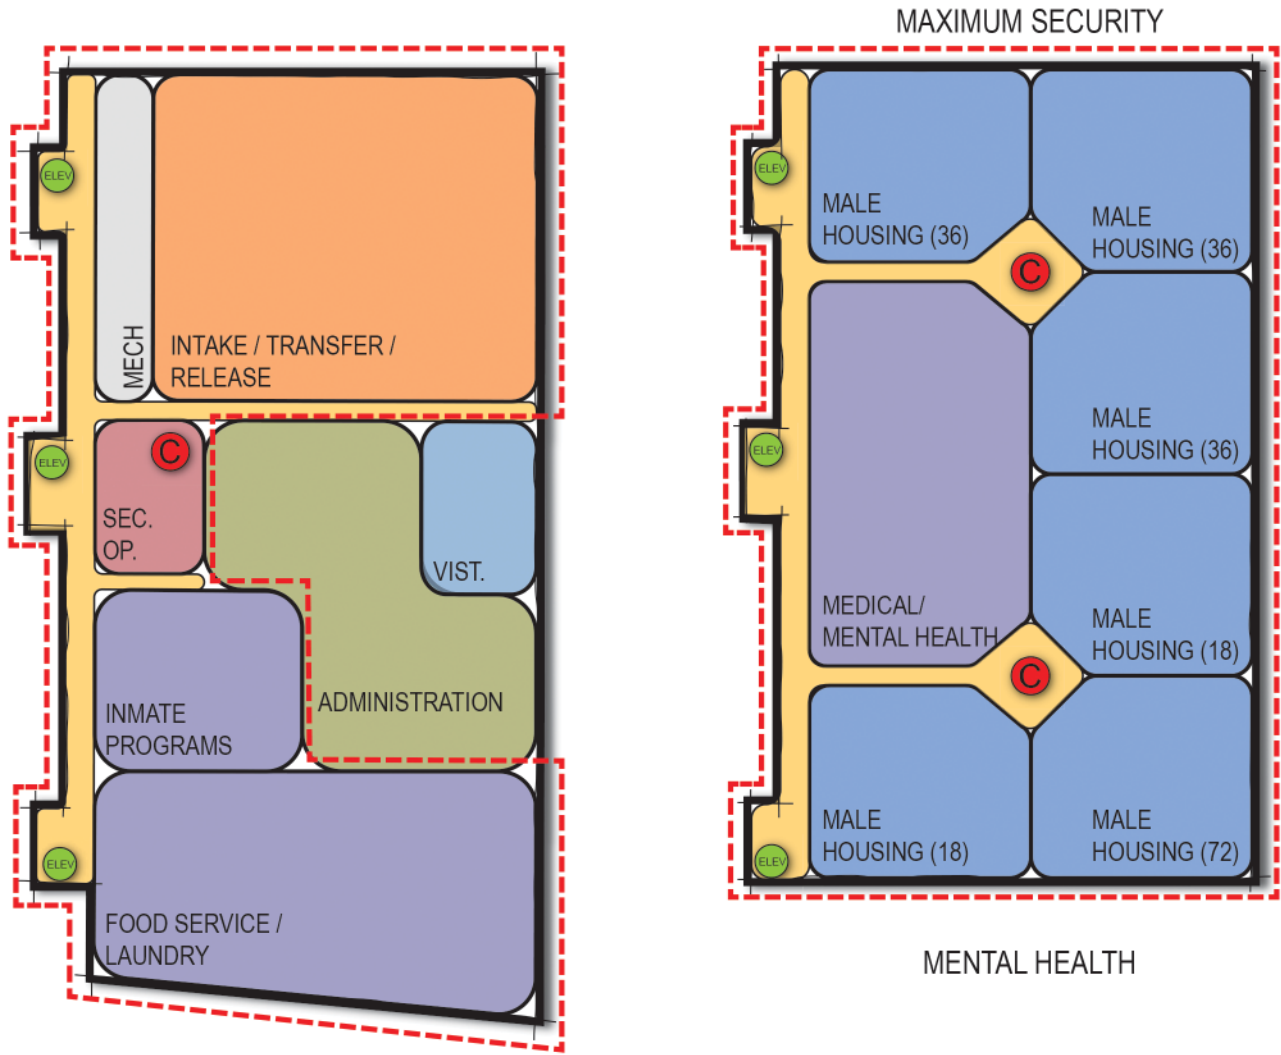 MAXIMUM SECURITY
ELEV
MECH
INTAKE / TRANSFER /
RELEASE
ELEV
C
SEC.
OP.
VIST.
INMATE
PROGRAMS
ADMINISTRATION
ELEV
FOOD SERVICE /
LAUNDRY
ELEV
MALE
HOUSING (36)
MALE
HOUSING (36)
C
ELEV
MALE
HOUSING (36)
MEDICAL/
MENTAL HEALTH
MALE
HOUSING (18)
C
MALE
HOUSING (18)
MALE
HOUSING (72)
ELEV
MENTAL HEALTH